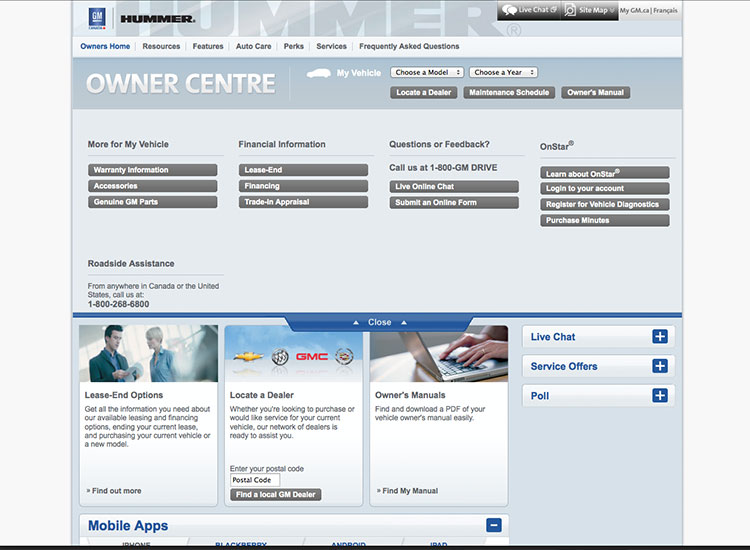 HUMMER®
GM
CANADA
HUMMER®
Live Chat
Site Map
My GM.ca | Français
Owners Home
Resources
Features
Auto Care
Perks
Services
Frequently Asked Questions
OWNER CENTRE
My Vehicle
Choose a Model
Choose a Year
Locate a Dealer
Maintenance Schedule
Owner's Manual
More for My Vehicle
Warranty Information
Accessories
Genuine GM Parts
Financial Information
Lease-End
Financing
Trade-In Appraisal
Questions or Feedback?
Call us at 1-800-GM DRIVE
Live Online Chat
Submit an Online Form
OnStar®
Learn about OnStar®
Login to your account
Register for Vehicle Diagnostics
Purchase Minutes
Roadside Assistance
From anywhere in Canada or the United
States, call us at:
1-800-268-6800
Close
Lease-End Options
Get all the information you need about
our available leasing and financing
options, ending your current lease,
and purchasing your current vehicle or
a new model.
» Find out more
GMC
Locate a Dealer
Whether you're looking to purchase or
would like service for your current
vehicle, our network of dealers is
ready to assist you.
Enter your postal code
Postal Code
Find a local GM Dealer
Owner's Manuals
Find and download a PDF of your
vehicle owner's manual easily.
» Find My Manual
Live Chat
Service Offers
Poll
Mobile Apps
IPHONE
BLACKBERRY
ANDROID
IPAD